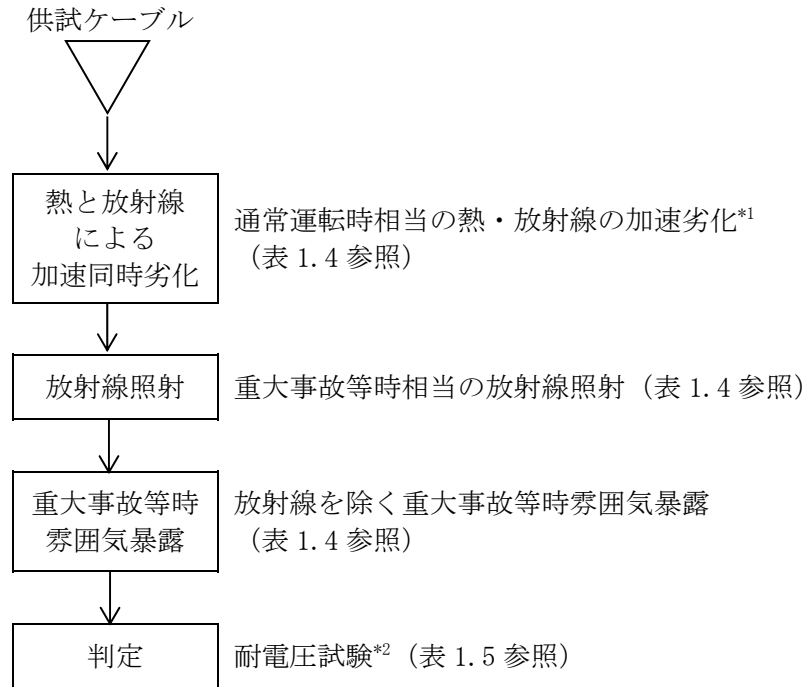 供試ケーブル
熱と放射線
による
加速同時劣化
通常運転時相当の熱・放射線の加速劣化*1
（表 1.4 参照）
放射線照射
重大事故等時相当の放射線照射（表 1.4 参照）
重大事故等時
雰囲気暴露
放射線を除く重大事故等時雰囲気暴露
（表 1.4 参照）
判定
耐電圧試験*2（表 1.5 参照）